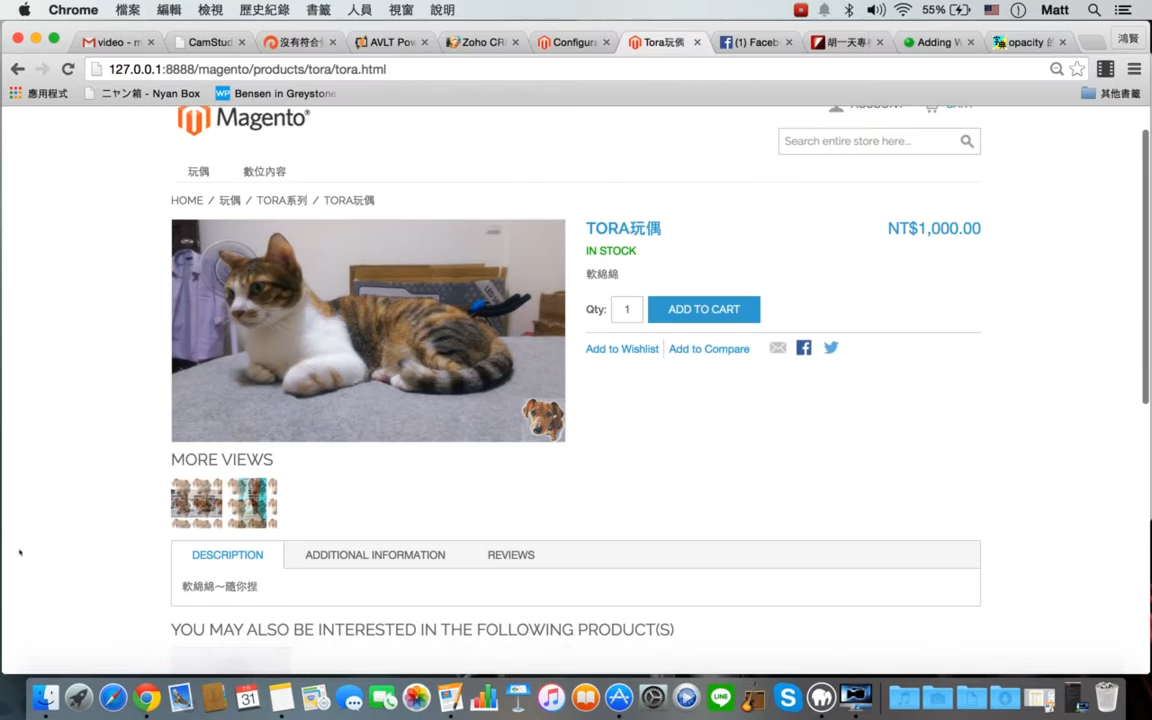 Chrome 檔案 編輯 檢視 歷史紀錄 書籤 人員 視窗 說明 55% Matt
video - m CamStud 沒有符合 AVLT Pow Zoho CR Configura Tora玩偶 (1) Faceb 胡一天專 Adding W opacity 鴻賢
127.0.0.1:8888/magento/products/tora/tora.html
應用程式 ニャン箱 - Nyan Box WP Bensen in Greystone 其他書籤
ACCOUNT CART
Magento
Search entire store here...
玩偶 數位內容
HOME / 玩偶 / TORA系列 / TORA玩偶
TORA玩偶 NT$1,000.00
IN STOCK
軟綿綿
Qty: 1 ADD TO CART
Add to Wishlist Add to Compare
MORE VIEWS
DESCRIPTION ADDITIONAL INFORMATION REVIEWS
軟綿綿～隨你捏
YOU MAY ALSO BE INTERESTED IN THE FOLLOWING PRODUCT(S)
31 LINE